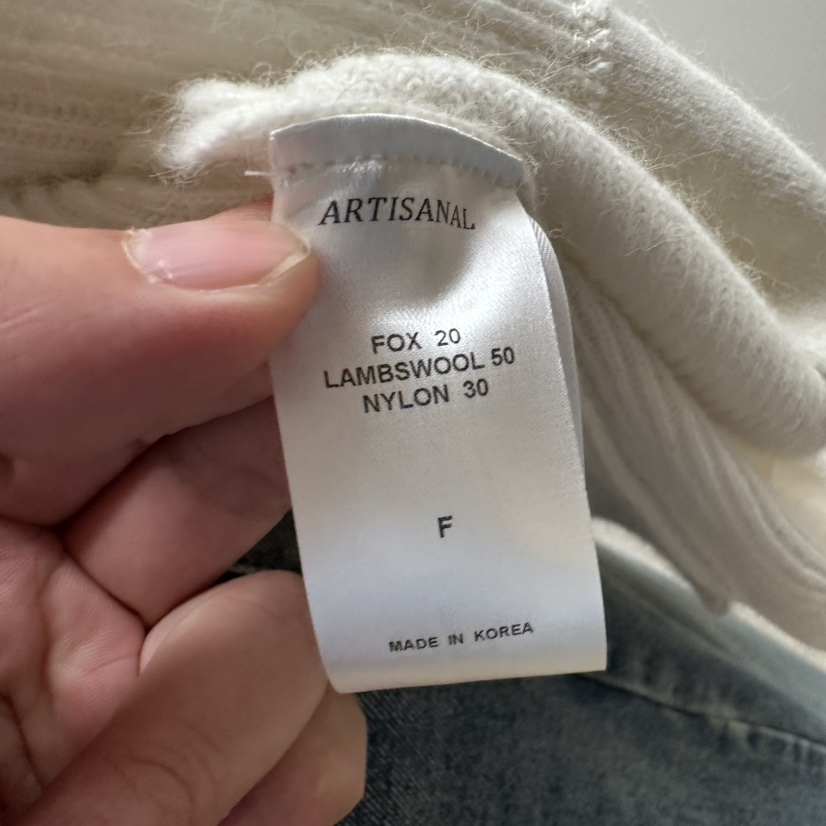 ARTISANAL
FOX 20
LAMBSWOOL 50
NYLON 30
F
MADE IN KOREA